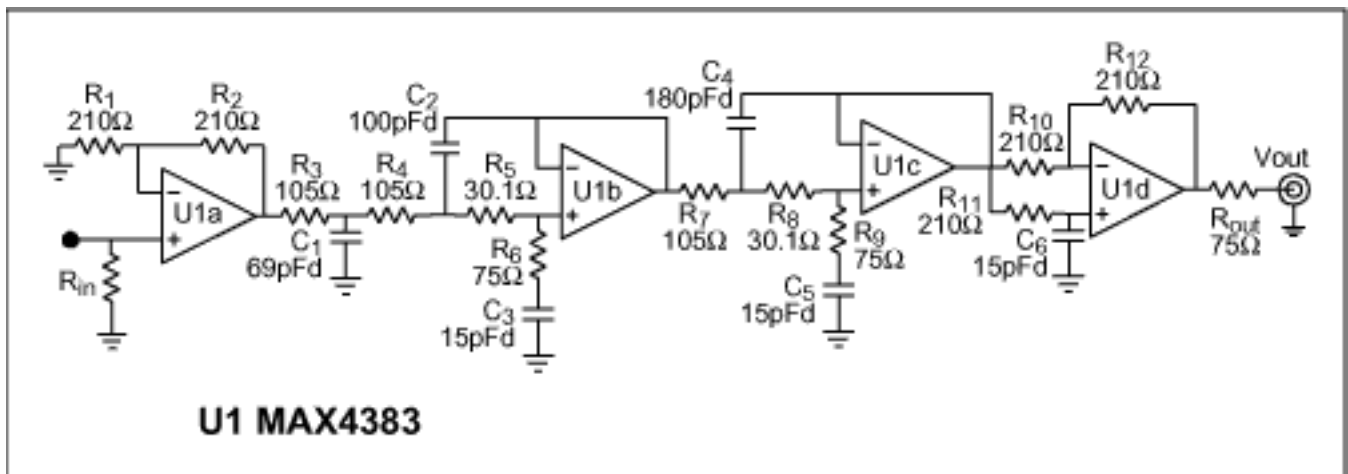 R1
210Ω
R2
210Ω
U1a
Rin
R3
105Ω
C1
69pFd
R4
105Ω
C2
100pFd
R5
30.1Ω
R6
75Ω
C3
15pFd
U1b
R7
105Ω
C4
180pFd
R8
30.1Ω
R9
75Ω
C5
15pFd
U1c
R10
210Ω
R11
210Ω
C6
15pFd
R12
210Ω
U1d
Rout
75Ω
Vout
U1 MAX4383